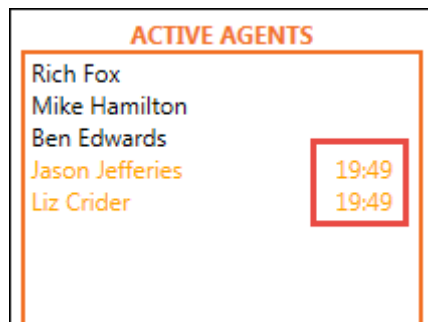 ACTIVE AGENTS
Rich Fox
Mike Hamilton
Ben Edwards
Jason Jefferies 19:49
Liz Crider 19:49